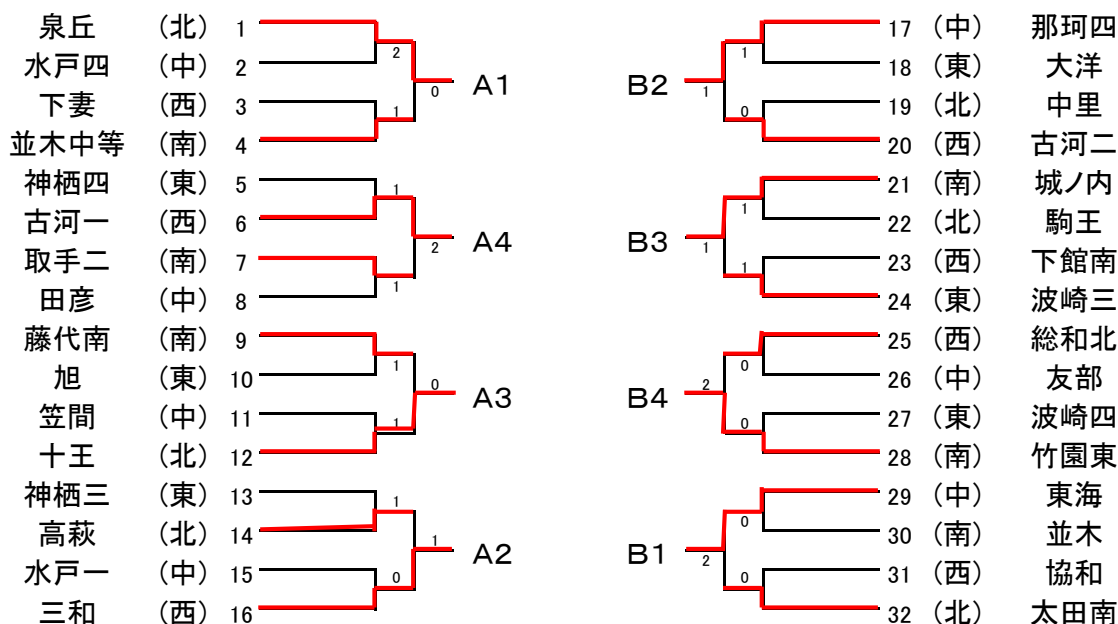 泉丘 (北) 1
2
水戸四 (中) 2
0 A1
下妻 (西) 3
1
並木中等 (南) 4
神栖四 (東) 5
1
古河一 (西) 6
2 A4
取手二 (南) 7
1
田彦 (中) 8
藤代南 (南) 9
1
旭 (東) 10
0 A3
笠間 (中) 11
1
十王 (北) 12
神栖三 (東) 13
1
高萩 (北) 14
1 A2
水戸一 (中) 15
0
三和 (西) 16
17 (中) 那珂四
1
18 (東) 大洋
B2 1
19 (北) 中里
0
20 (西) 古河二
21 (南) 城ノ内
1
22 (北) 駒王
B3 1
23 (西) 下館南
1
24 (東) 波崎三
25 (西) 総和北
0
26 (中) 友部
B4 2
27 (東) 波崎四
0
28 (南) 竹園東
29 (中) 東海
0
30 (南) 並木
B1 2
31 (西) 協和
0
32 (北) 太田南